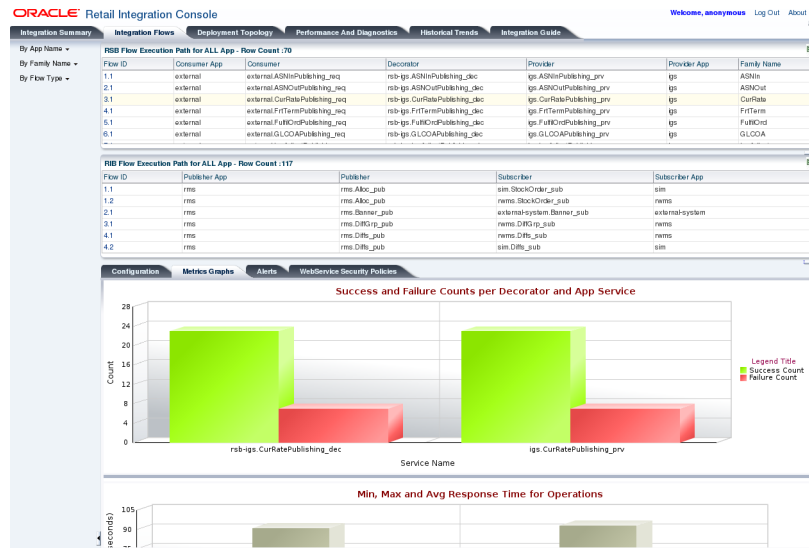 ORACLE Retail Integration Console
Welcome, anonymous Log Out About
Integration Summary Integration Flows Deployment Topology Performance And Diagnostics Historical Trends Integration Guide
By App Name
By Family Name
By Flow Type
RSB Flow Execution Path for ALL App - Row Count :70
Flow ID Consumer App Consumer Decorator Provider Provider App Family Name
1.1 external external.ASNInPublishing_req rsb-igs.ASNInPublishing_dec igs.ASNInPublishing_prv igs ASNIn
2.1 external external.ASNOutPublishing_req rsb-igs.ASNOutPublishing_dec igs.ASNOutPublishing_prv igs ASNOut
3.1 external external.CurRatePublishing_req rsb-igs.CurRatePublishing_dec igs.CurRatePublishing_prv igs CurRate
4.1 external external.FrtTermPublishing_req rsb-igs.FrtTermPublishing_dec igs.FrtTermPublishing_prv igs FrtTerm
5.1 external external.FulfilOrdPublishing_req rsb-igs.FulfilOrdPublishing_dec igs.FulfilOrdPublishing_prv igs FulfilOrd
6.1 external external.GLCOAPublishing_req rsb-igs.GLCOAPublishing_dec igs.GLCOAPublishing_prv igs GLCOA
RIB Flow Execution Path for ALL App - Row Count :117
Flow ID Publisher App Publisher Subscriber Subscriber App
1.1 rms rms.Alloc_pub sim.StockOrder_sub sim
1.2 rms rms.Alloc_pub rwms.StockOrder_sub rwms
2.1 rms rms.Banner_pub external-system.Banner_sub external-system
3.1 rms rms.DiffGrp_pub rwms.DiffGrp_sub rwms
4.1 rms rms.Diffs_pub rwms.Diffs_sub rwms
4.2 rms rms.Diffs_pub sim.Diffs_sub sim
Configuration Metrics Graphs Alerts WebService Security Policies
Success and Failure Counts per Decorator and App Service
28
24
20
16
12
8
4
0
Count
Legend Title
Success Count
Failure Count
rsb-igs.CurRatePublishing_dec igs.CurRatePublishing_prv
Service Name
Min, Max and Avg Response Time for Operations
105
90